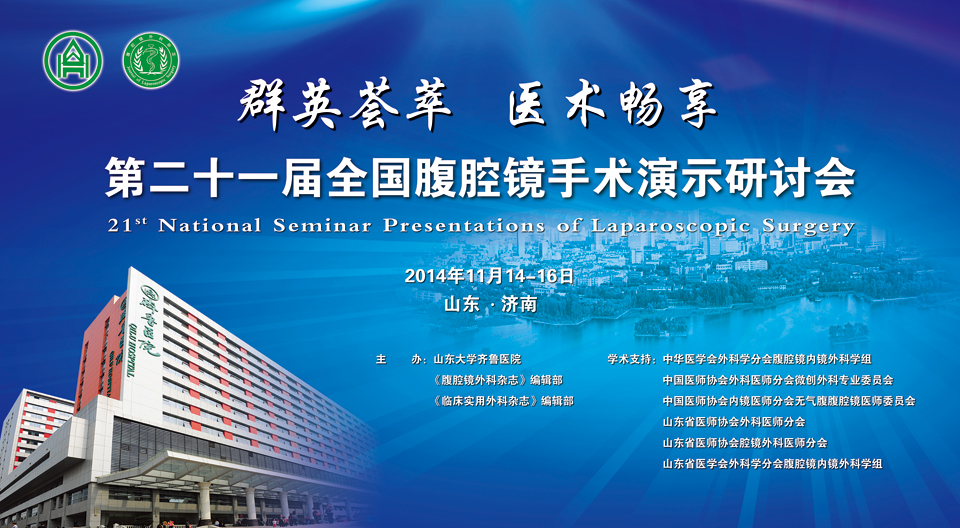 群英荟萃 医术畅享
第二十一届全国腹腔镜手术演示研讨会
21st National Seminar Presentations of Laparoscopic Surgery
2014年11月14-16日
山东·济南
主 办：山东大学齐鲁医院
《腹腔镜外科杂志》编辑部
《临床实用外科杂志》编辑部
学术支持：中华医学会外科学分会腹腔镜内镜外科学组
中国医师协会外科医师分会微创外科专业委员会
中国医师协会内镜医师分会无气腹腹腔镜医师委员会
山东省医师协会外科医师分会
山东省医师协会腔镜外科医师分会
山东省医学会外科学分会腹腔镜内镜外科学组
QILU HOSPITAL